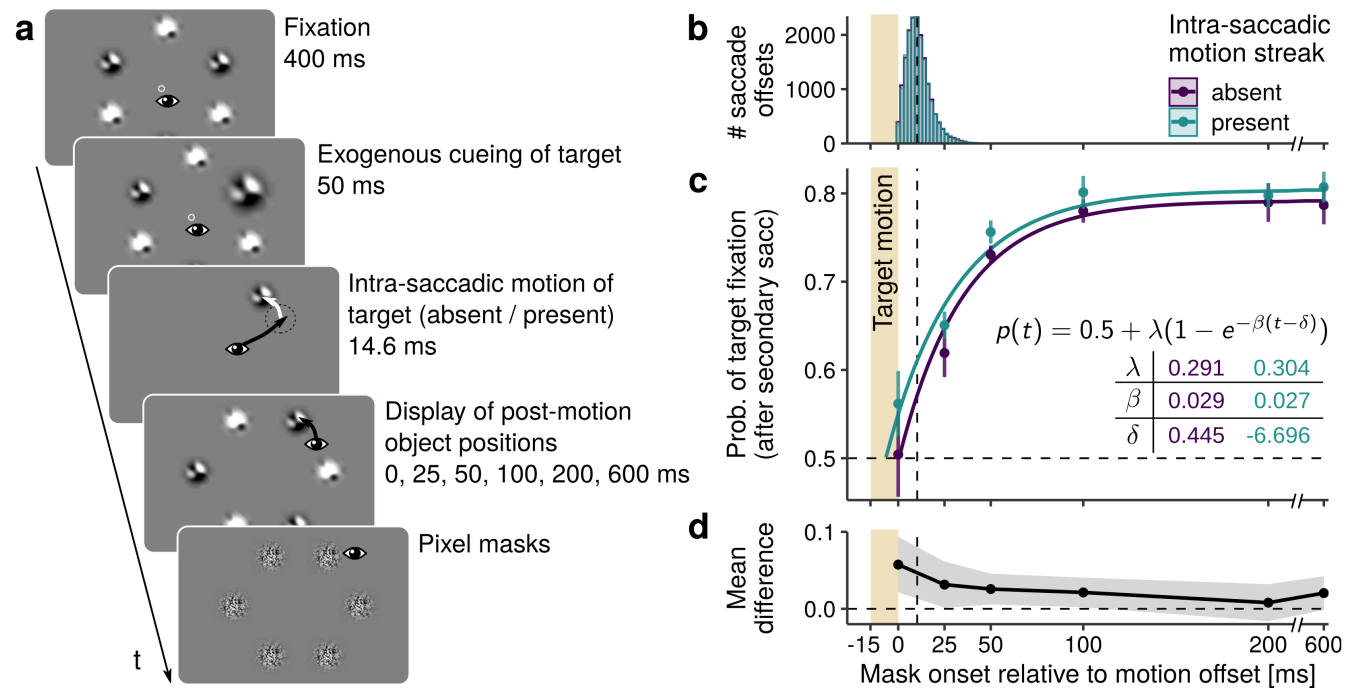 a
Fixation
400 ms
Exogenous cueing of target
50 ms
Intra-saccadic motion of
target (absent / present)
14.6 ms
Display of post-motion
object positions
0, 25, 50, 100, 200, 600 ms
Pixel masks
t
b
# saccade
offsets
2000
1000
0
Intra-saccadic
motion streak
absent
present
c
Prob. of target fixation
(after secondary sacc)
0.8
0.7
0.6
0.5
Target motion
p(t) = 0.5 + λ(1 − e^{−β(t−δ)})
λ 0.291 0.304
β 0.029 0.027
δ 0.445 -6.696
d
Mean
difference
0.1
0.0
-15 0 25 50 100 200 600
Mask onset relative to motion offset [ms]